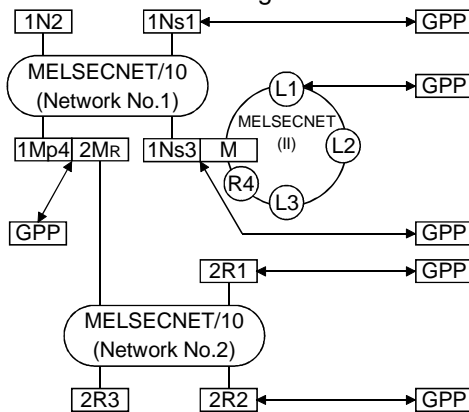 1N2 1Ns1 GPP
MELSECNET/10
(Network No.1)
L1 GPP
MELSECNET
(II)
L2
1Mp4 2MR 1Ns3 M
R4
L3
GPP GPP
2R1 GPP
MELSECNET/10
(Network No.2)
2R3 2R2 GPP